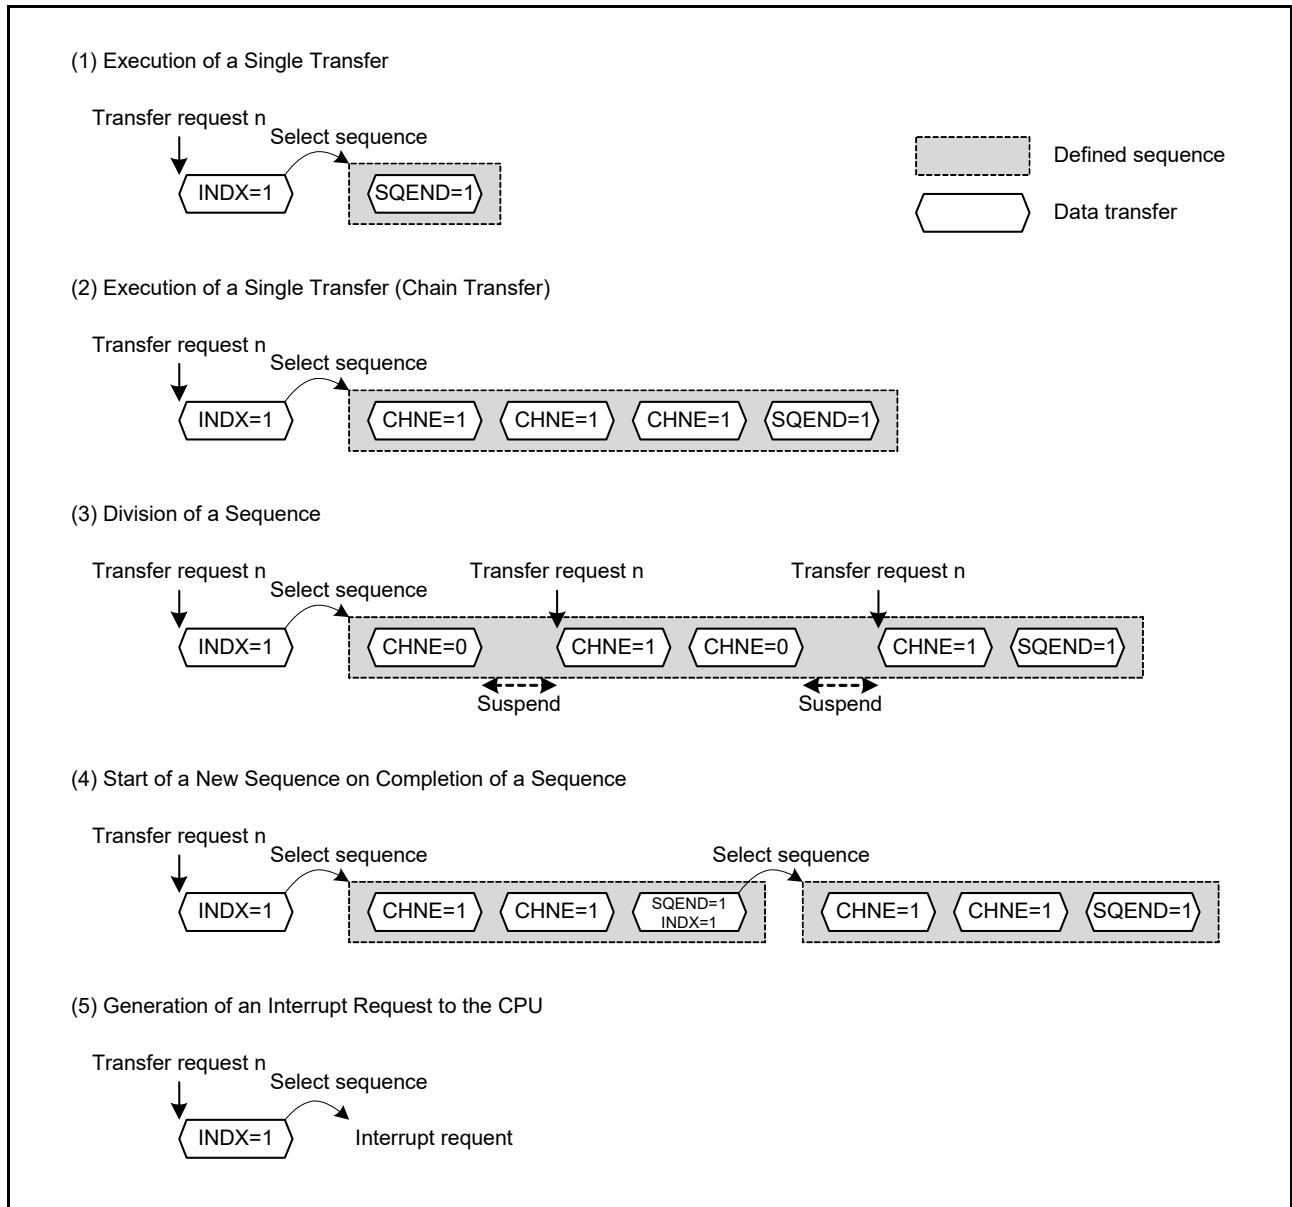 (1) Execution of a Single Transfer
Transfer request n
Select sequence
INDX=1
SQEND=1
Defined sequence
Data transfer
(2) Execution of a Single Transfer (Chain Transfer)
Transfer request n
Select sequence
INDX=1
CHNE=1
CHNE=1
CHNE=1
SQEND=1
(3) Division of a Sequence
Transfer request n
Select sequence
Transfer request n
Transfer request n
INDX=1
CHNE=0
CHNE=1
CHNE=0
CHNE=1
SQEND=1
Suspend
Suspend
(4) Start of a New Sequence on Completion of a Sequence
Transfer request n
Select sequence
Select sequence
INDX=1
CHNE=1
CHNE=1
SQEND=1
INDX=1
CHNE=1
CHNE=1
SQEND=1
(5) Generation of an Interrupt Request to the CPU
Transfer request n
Select sequence
INDX=1
Interrupt requent